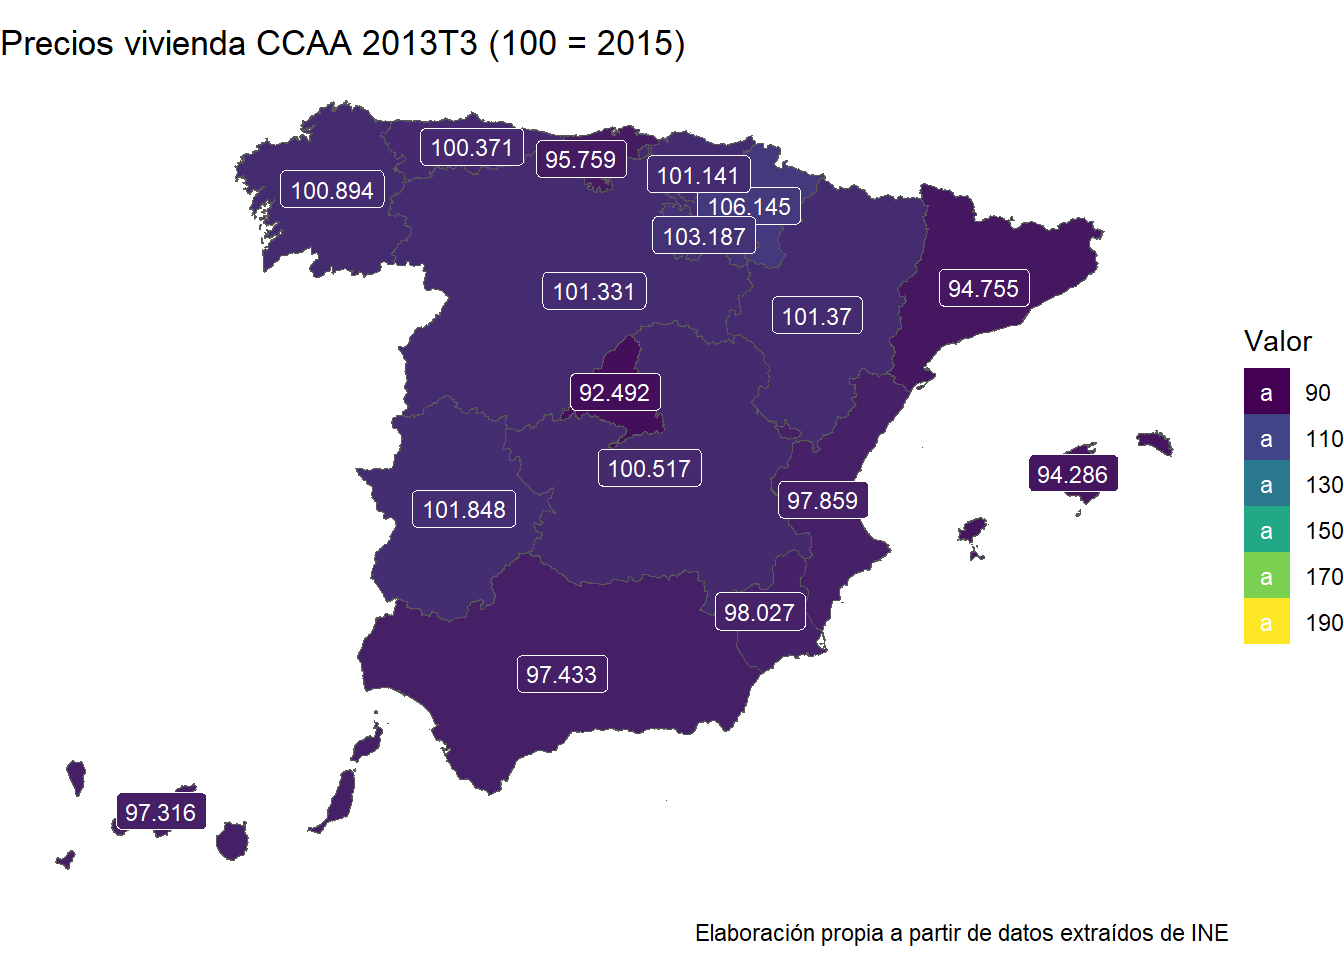 Precios vivienda CCAA 2013T3 (100 = 2015)
100.371
95.759
101.141
100.894
106.145
103.187
101.331
94.755
101.37
92.492
100.517
94.286
97.859
101.848
98.027
97.433
97.316
Valor
a 90
a 110
a 130
a 150
a 170
a 190
Elaboración propia a partir de datos extraídos de INE